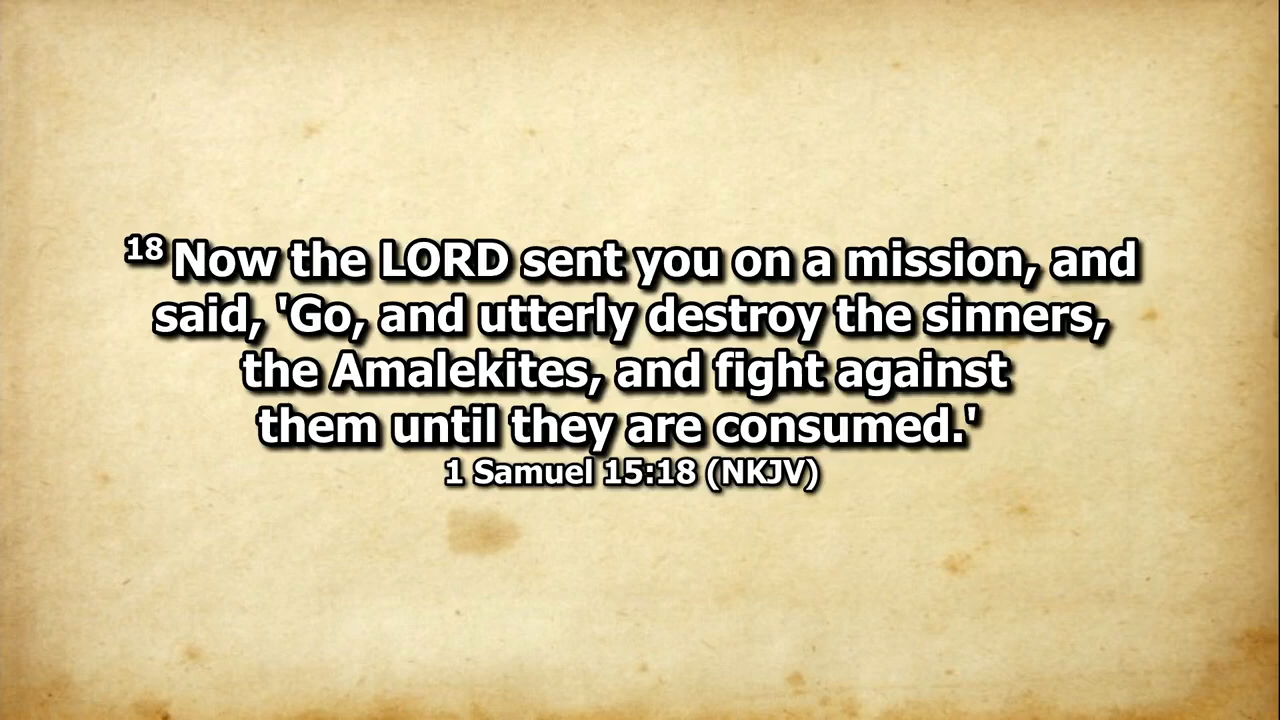 18 Now the LORD sent you on a mission, and
said, 'Go, and utterly destroy the sinners,
the Amalekites, and fight against
them until they are consumed.'
1 Samuel 15:18 (NKJV)